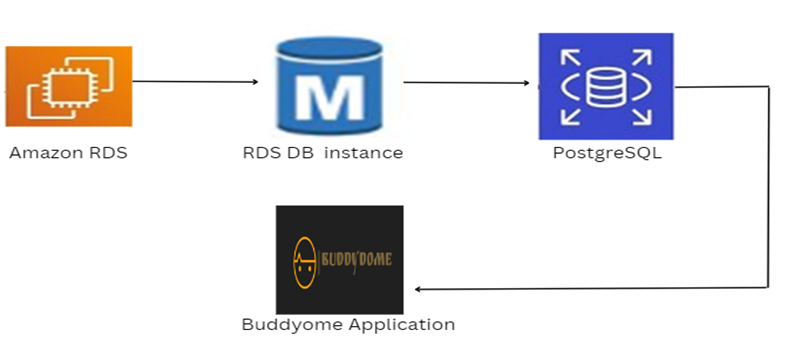 M
Amazon RDS
RDS DB instance
PostgreSQL
BUDDYDOME
Buddyome Application